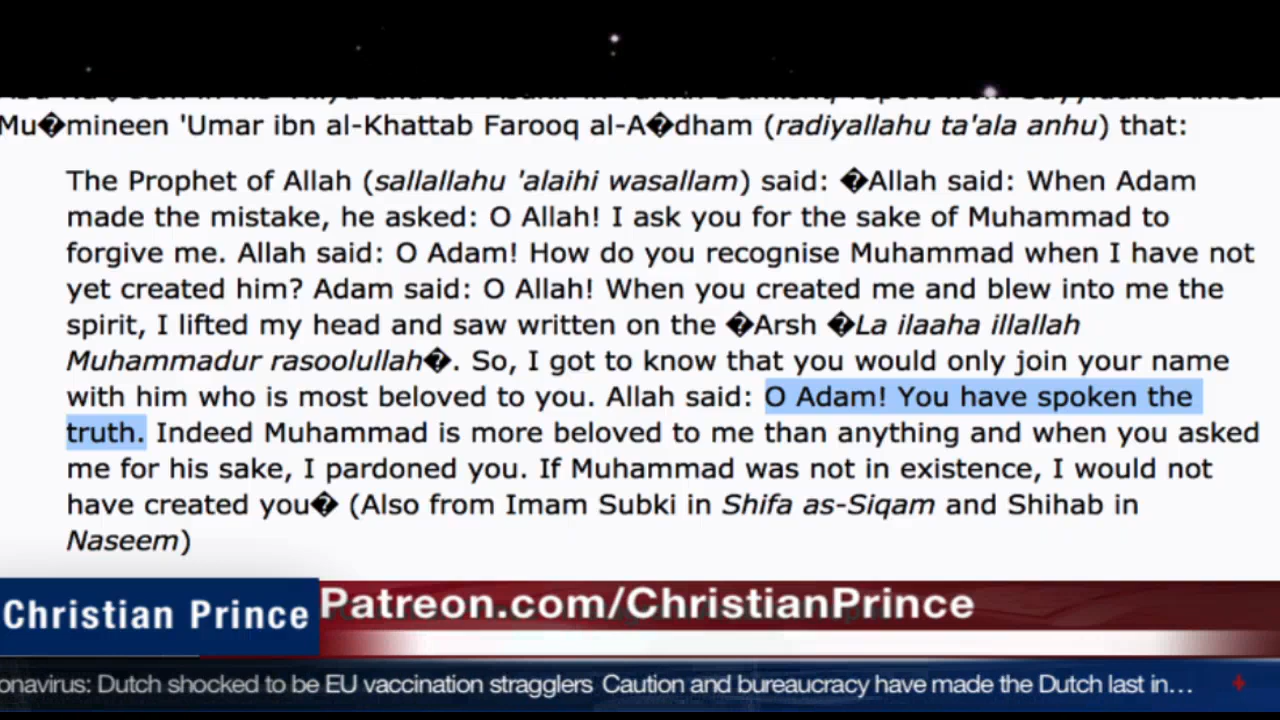 Mu�mineen 'Umar ibn al-Khattab Farooq al-A�dham (radiyallahu ta'ala anhu) that:
The Prophet of Allah (sallallahu 'alaihi wasallam) said: �Allah said: When Adam
made the mistake, he asked: O Allah! I ask you for the sake of Muhammad to
forgive me. Allah said: O Adam! How do you recognise Muhammad when I have not
yet created him? Adam said: O Allah! When you created me and blew into me the
spirit, I lifted my head and saw written on the �Arsh �La ilaaha illallah
Muhammadur rasoolullah�. So, I got to know that you would only join your name
with him who is most beloved to you. Allah said: O Adam! You have spoken the
truth. Indeed Muhammad is more beloved to me than anything and when you asked
me for his sake, I pardoned you. If Muhammad was not in existence, I would not
have created you� (Also from Imam Subki in Shifa as-Siqam and Shihab in
Naseem)
Christian Prince
Patreon.com/ChristianPrince
onavirus: Dutch shocked to be EU vaccination stragglers Caution and bureaucracy have made the Dutch last in...